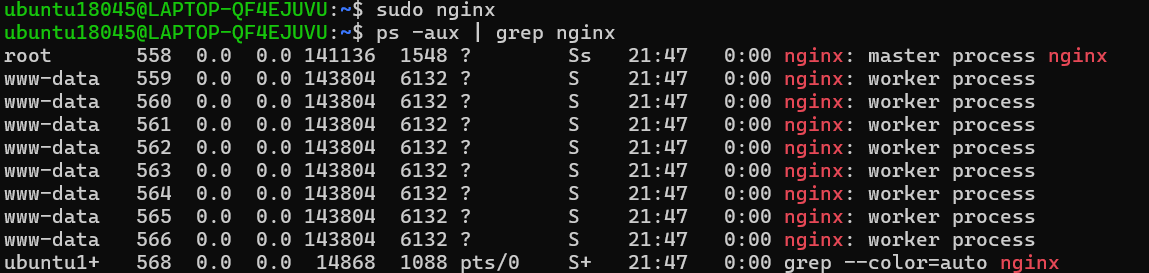 ubuntu18045@LAPTOP-QF4EJUVU:~$ sudo nginx
ubuntu18045@LAPTOP-QF4EJUVU:~$ ps -aux | grep nginx
root       558  0.0  0.0 141136  1548 ?        Ss   21:47   0:00 nginx: master process nginx
www-data   559  0.0  0.0 143804  6132 ?        S    21:47   0:00 nginx: worker process
www-data   560  0.0  0.0 143804  6132 ?        S    21:47   0:00 nginx: worker process
www-data   561  0.0  0.0 143804  6132 ?        S    21:47   0:00 nginx: worker process
www-data   562  0.0  0.0 143804  6132 ?        S    21:47   0:00 nginx: worker process
www-data   563  0.0  0.0 143804  6132 ?        S    21:47   0:00 nginx: worker process
www-data   564  0.0  0.0 143804  6132 ?        S    21:47   0:00 nginx: worker process
www-data   565  0.0  0.0 143804  6132 ?        S    21:47   0:00 nginx: worker process
www-data   566  0.0  0.0 143804  6132 ?        S    21:47   0:00 nginx: worker process
ubuntu1+   568  0.0  0.0  14868  1088 pts/0    S+   21:47   0:00 grep --color=auto nginx